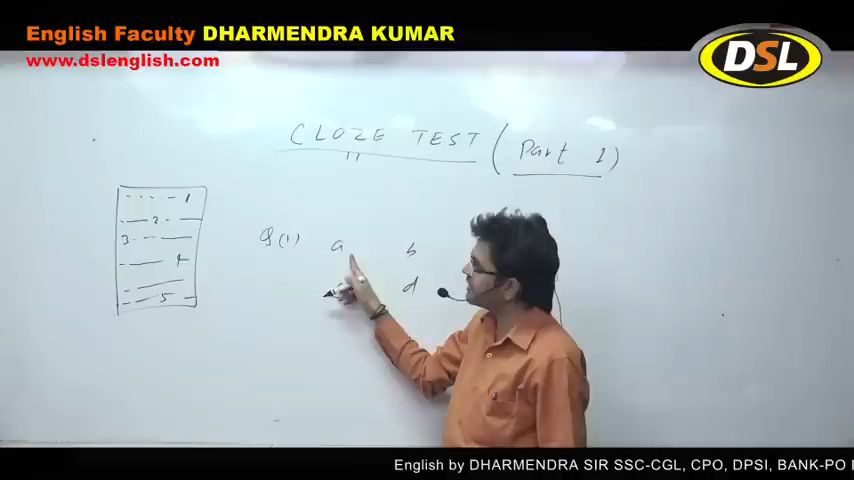 English Faculty DHARMENDRA KUMAR
www.dslenglish.com
DSL
CLOZE TEST (Part 1)
1
2
3
4
5
Q(1) a b
d
English by DHARMENDRA SIR SSC-CGL, CPO, DPSI, BANK-PO